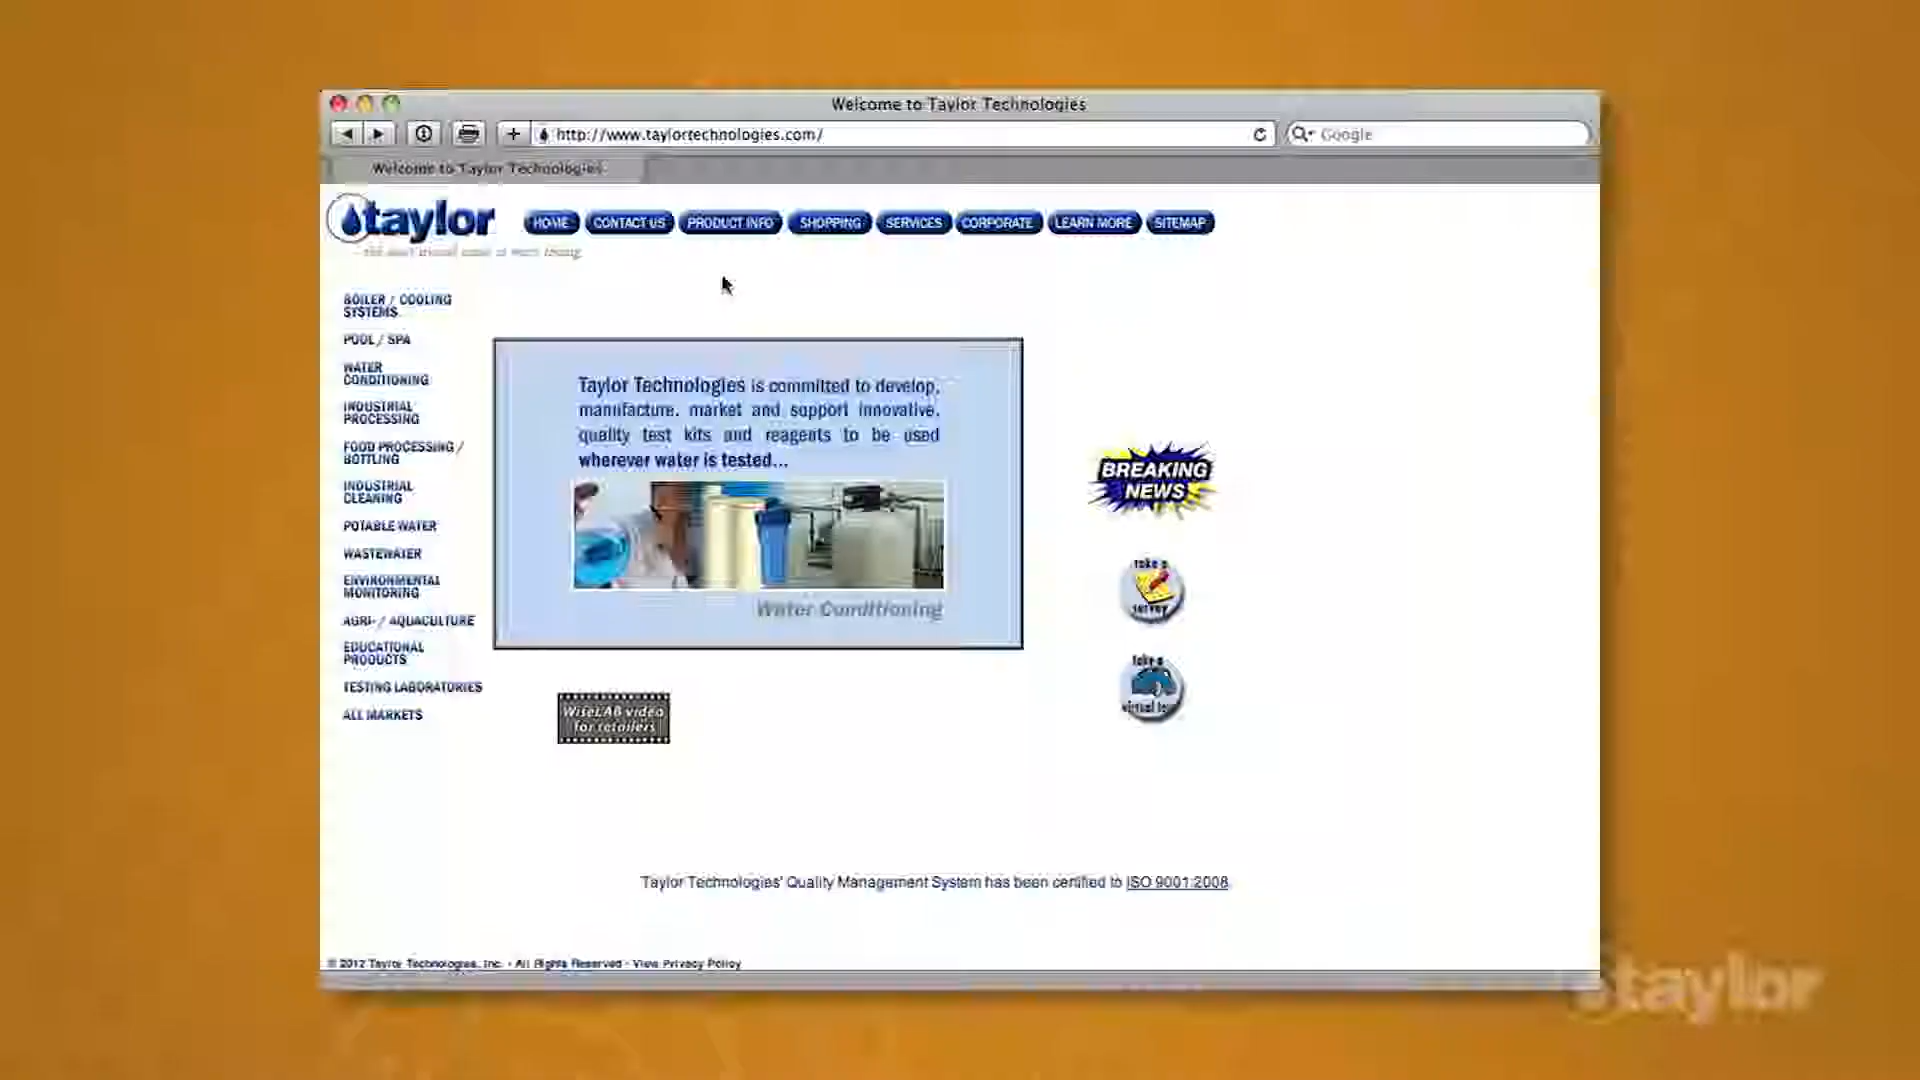 Welcome to Taylor Technologies
http://www.taylortechnologies.com/
Google
Welcome to Taylor Technologies
taylor
HOME CONTACT US PRODUCT INFO SHOPPING SERVICES CORPORATE LEARN MORE SITEMAP
BOILER / COOLING
SYSTEMS
POOL / SPA
WATER
CONDITIONING
INDUSTRIAL
PROCESSING
FOOD PROCESSING /
BOTTLING
INDUSTRIAL
CLEANING
POTABLE WATER
WASTEWATER
ENVIRONMENTAL
MONITORING
AGRI- / AQUACULTURE
EDUCATIONAL
PRODUCTS
TESTING LABORATORIES
ALL MARKETS
Taylor Technologies is committed to develop,
manufacture, market and support innovative,
quality test kits and reagents to be used
wherever water is tested...
Water Conditioning
WiseLAB video
for retailers
BREAKING
NEWS
take a
survey
take a
virtual tour
Taylor Technologies' Quality Management System has been certified to ISO 9001:2008
© 2012 Taylor Technologies, Inc. - All Rights Reserved - View Privacy Policy
taylor